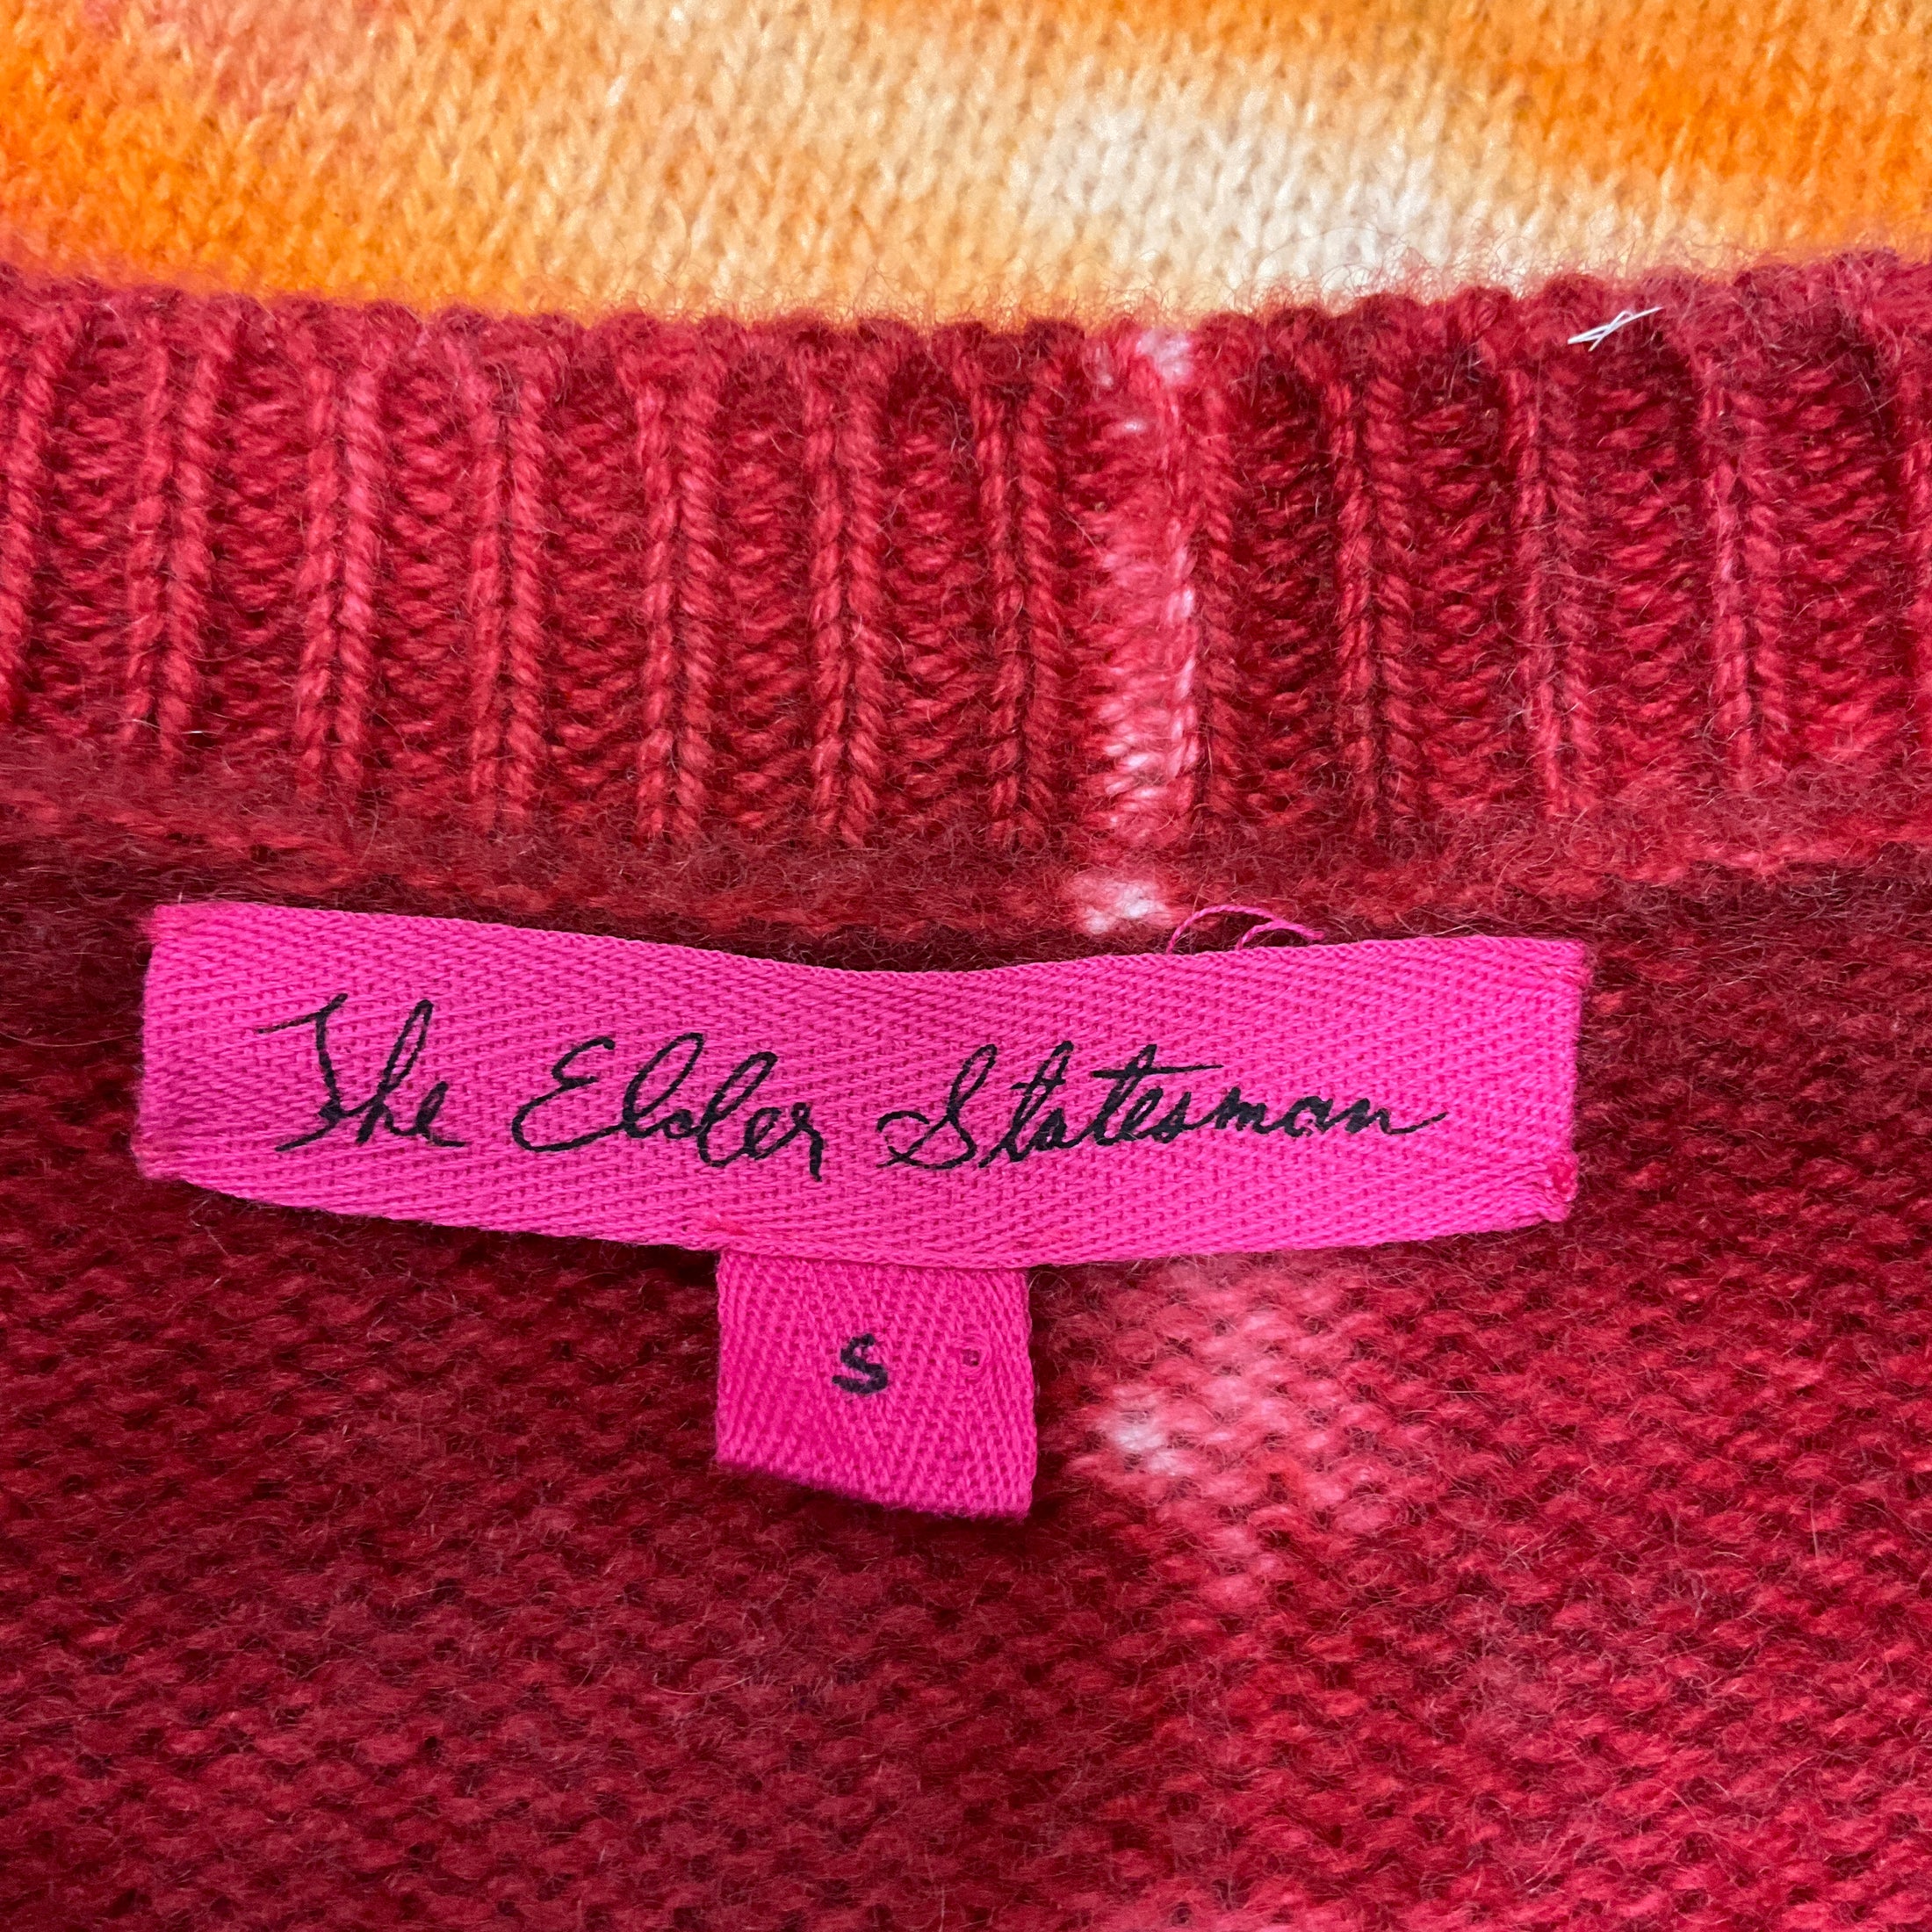 The Elder Statesman
S